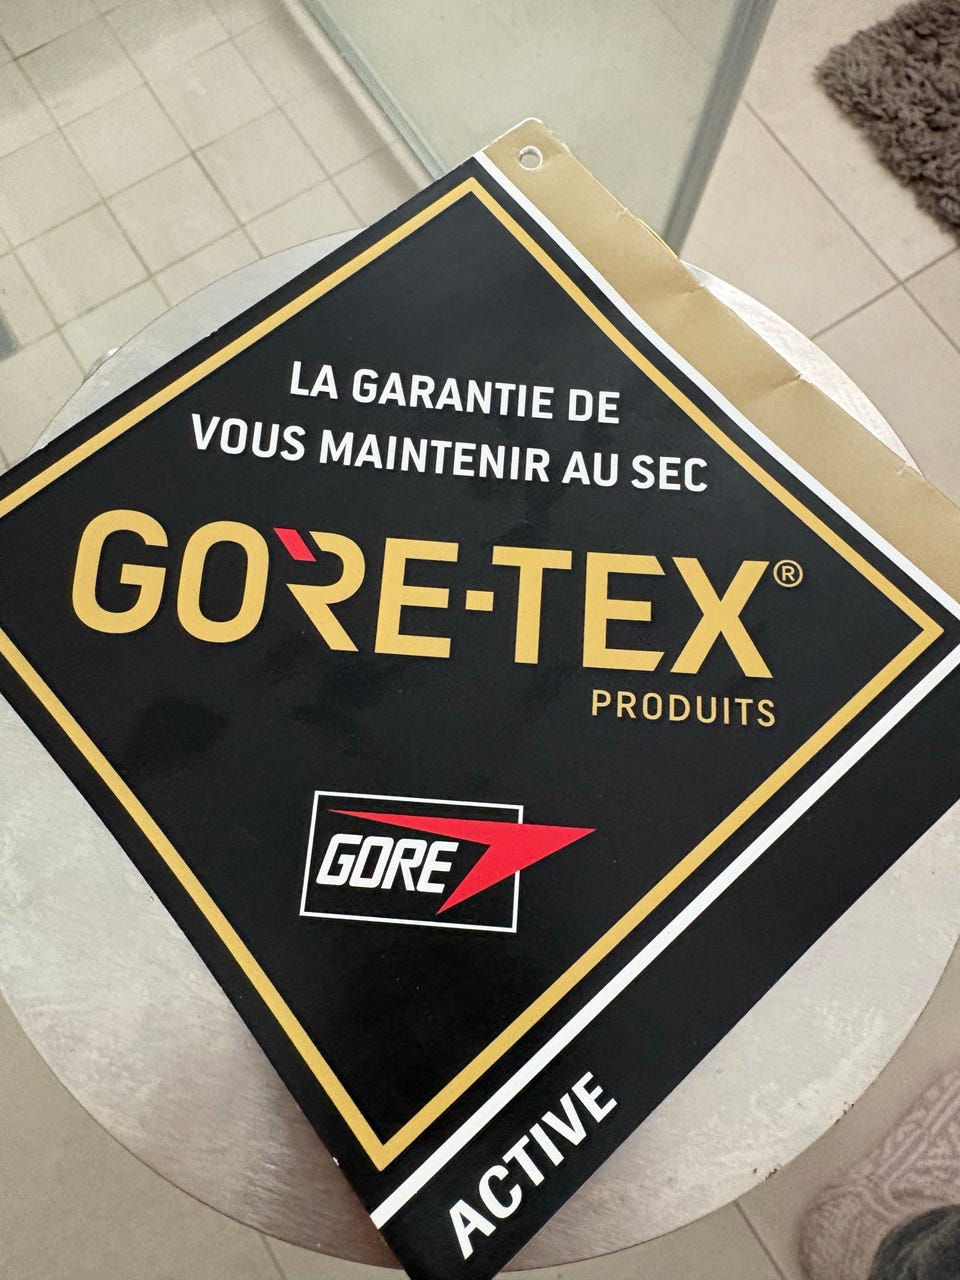 LA GARANTIE DE
VOUS MAINTENIR AU SEC
GORE-TEX®
PRODUITS
GORE
ACTIVE